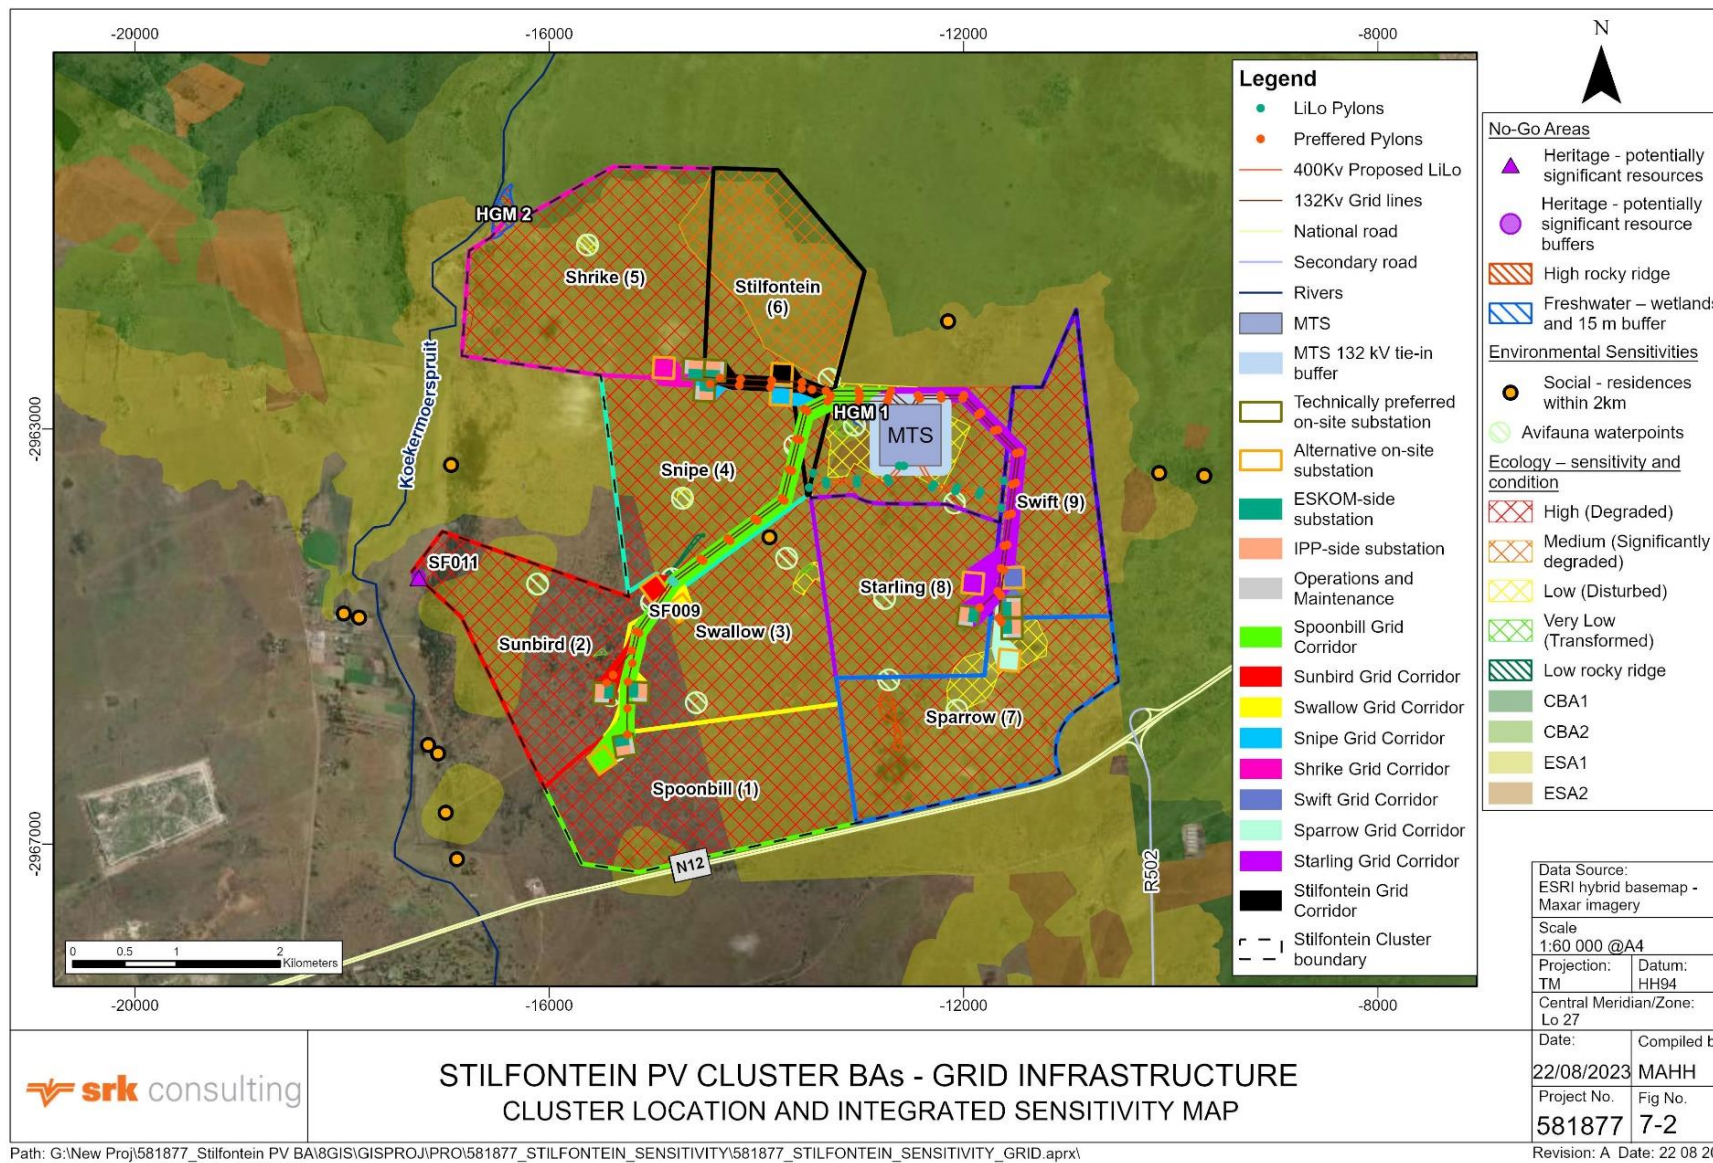 -20000
-16000
-12000
-8000
N
-2963000
-2967000
HGM 2
Shrike (5)
Stilfontein
(6)
Koekermoerspruit
HGM 1
MTS
Snipe (4)
Swift (9)
SF011
SF009
Starling (8)
Sunbird (2)
Swallow (3)
Sparrow (7)
Spoonbill (1)
N12
R502
0 0.5 1 2
Kilometers
-20000
-16000
-12000
-8000
Legend
LiLo Pylons
Preffered Pylons
400Kv Proposed LiLo
132Kv Grid lines
National road
Secondary road
Rivers
MTS
MTS 132 kV tie-in
buffer
Technically preferred
on-site substation
Alternative on-site
substation
ESKOM-side
substation
IPP-side substation
Operations and
Maintenance
Spoonbill Grid
Corridor
Sunbird Grid Corridor
Swallow Grid Corridor
Snipe Grid Corridor
Shrike Grid Corridor
Swift Grid Corridor
Sparrow Grid Corridor
Starling Grid Corridor
Stilfontein Grid
Corridor
Stilfontein Cluster
boundary
No-Go Areas
Heritage - potentially
significant resources
Heritage - potentially
significant resource
buffers
High rocky ridge
Freshwater – wetlands
and 15 m buffer
Environmental Sensitivities
Social - residences
within 2km
Avifauna waterpoints
Ecology – sensitivity and
condition
High (Degraded)
Medium (Significantly
degraded)
Low (Disturbed)
Very Low
(Transformed)
Low rocky ridge
CBA1
CBA2
ESA1
ESA2
Data Source:
ESRI hybrid basemap -
Maxar imagery
Scale
1:60 000 @A4
Projection: Datum:
TM HH94
Central Meridian/Zone:
Lo 27
Date: Compiled b
22/08/2023 MAHH
Project No. Fig No.
581877 7-2
srk consulting
STILFONTEIN PV CLUSTER BAs - GRID INFRASTRUCTURE
CLUSTER LOCATION AND INTEGRATED SENSITIVITY MAP
Path: G:\New Proj\581877_Stilfontein PV BA\8GIS\GISPROJ\PRO\581877_STILFONTEIN_SENSITIVITY\581877_STILFONTEIN_SENSITIVITY_GRID.aprx\
Revision: A Date: 22 08 20